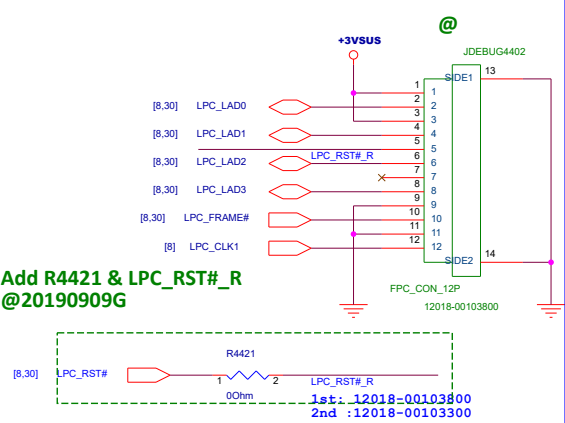 @
+3VSUS
JDEBUG4402
SIDE1
13
1
1
[8,30] LPC_LAD0
2
2
3
3
[8,30] LPC_LAD1
4
4
5
5
LPC_RST#_R
[8,30] LPC_LAD2
6
6
7
7
[8,30] LPC_LAD3
8
8
9
9
[8,30] LPC_FRAME#
10
10
11
11
[8] LPC_CLK1
12
12
SIDE2
14
Add R4421 & LPC_RST#_R
@20190909G
FPC_CON_12P
12018-00103800
R4421
[8,30] LPC_RST#
1
2
LPC_RST#_R
0Ohm
1st: 12018-00103800
2nd :12018-00103300